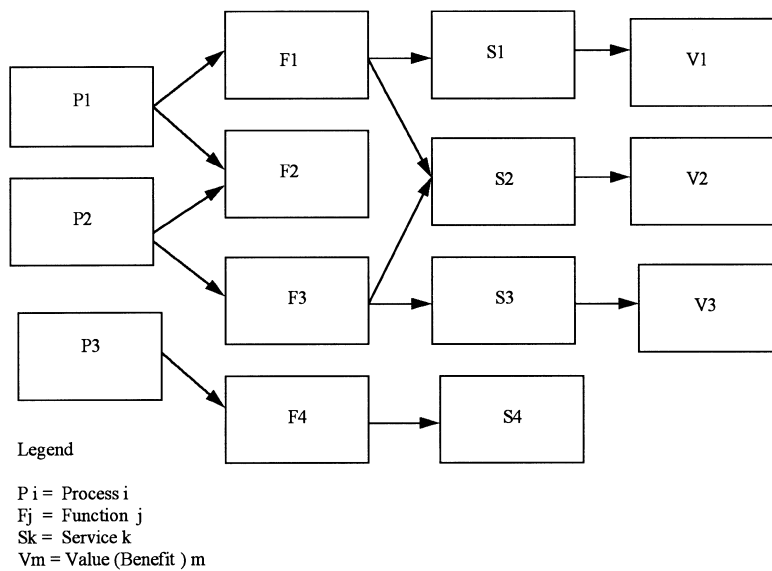 F1
S1
V1
P1
F2
S2
V2
P2
F3
S3
V3
P3
F4
S4
Legend
P i = Process i
Fj = Function j
Sk = Service k
Vm = Value (Benefit ) m